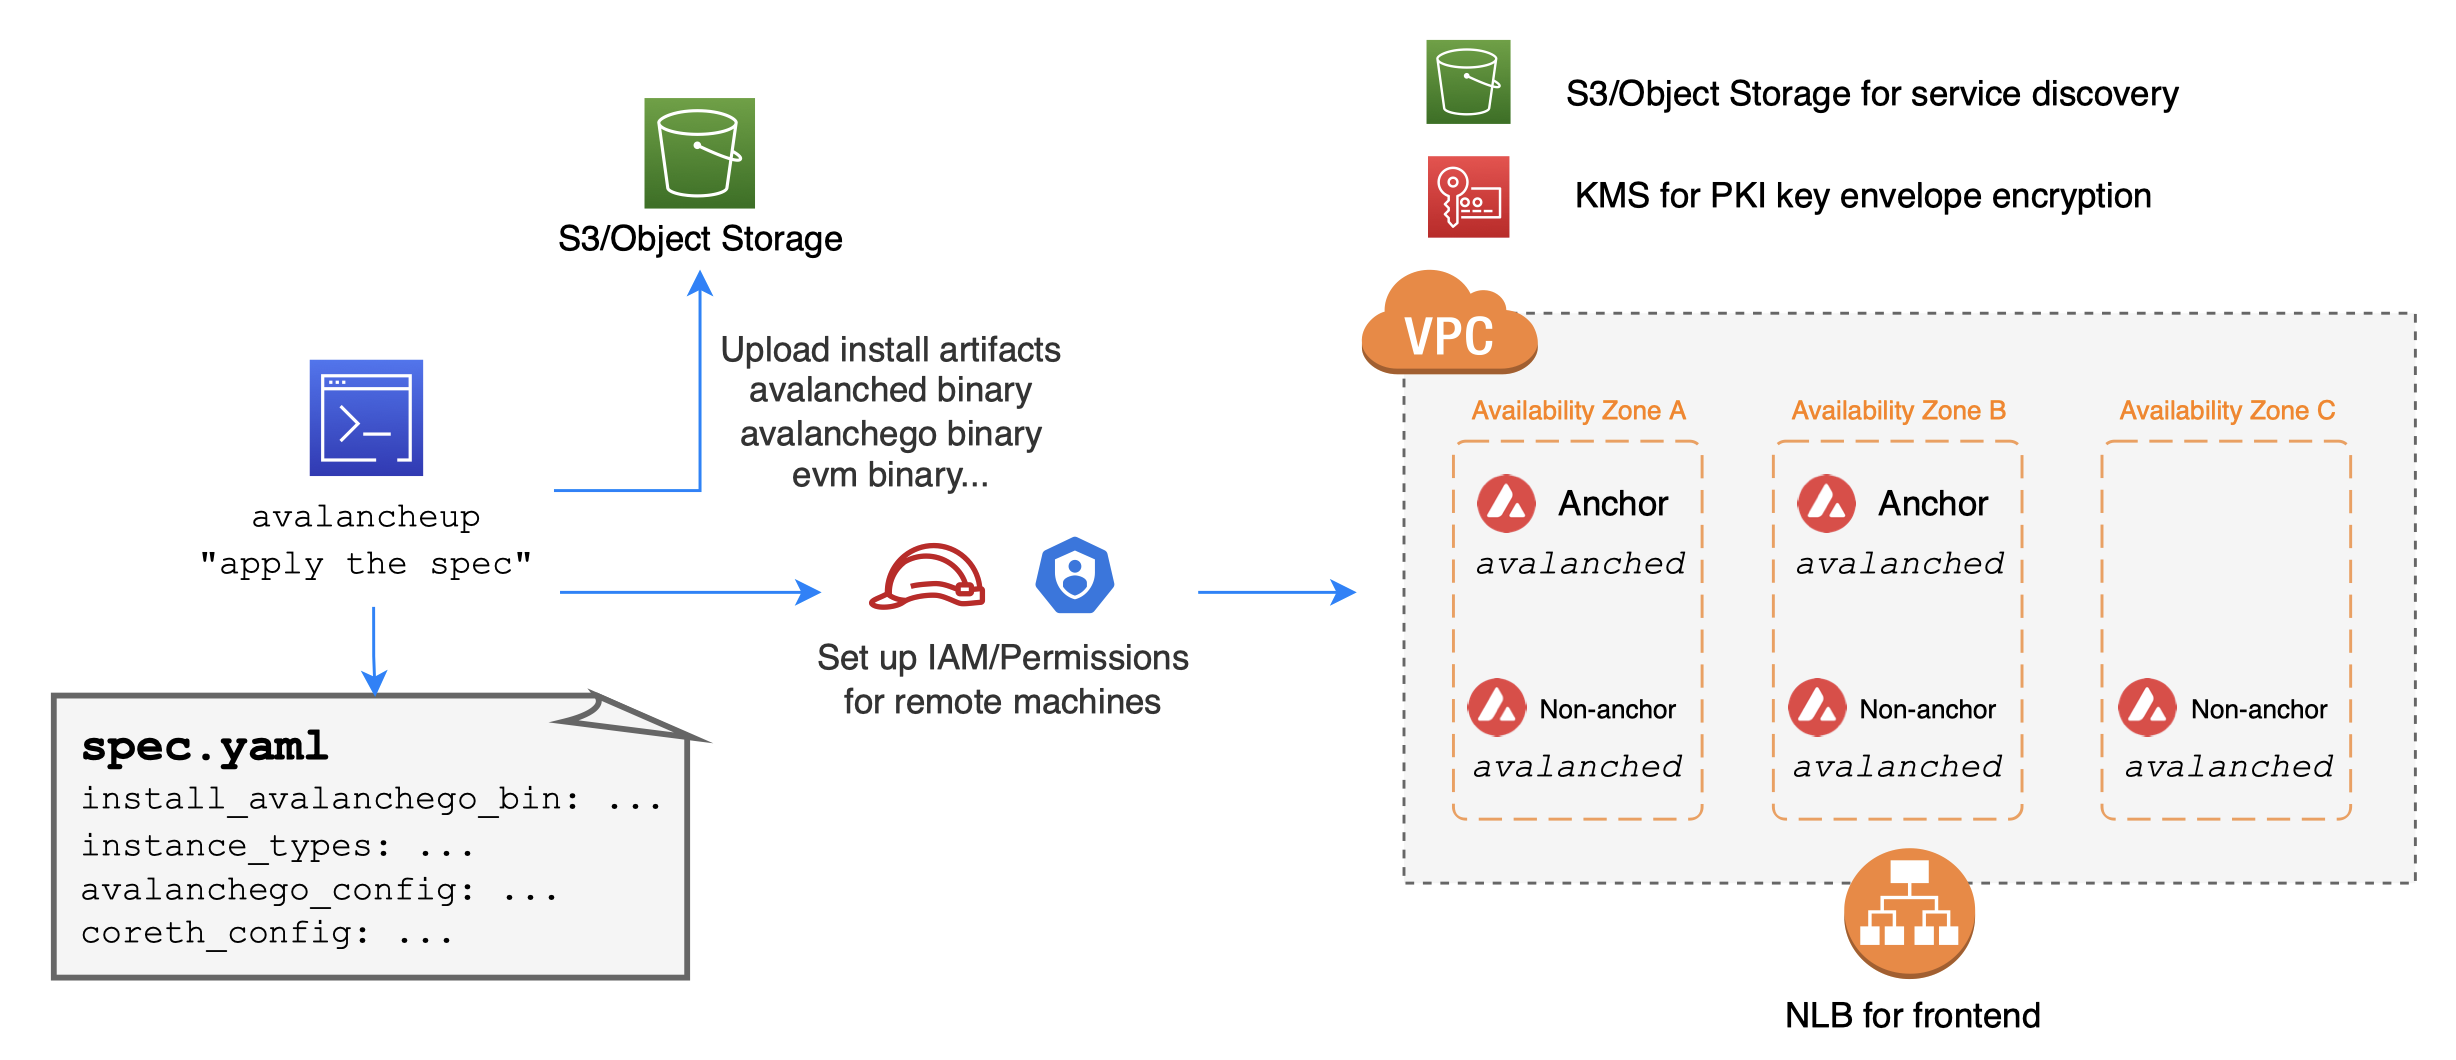 S3/Object Storage
Upload install artifacts
avalanched binary
avalanchego binary
evm binary...
avalancheup
"apply the spec"
Set up IAM/Permissions
for remote machines
spec.yaml
install_avalanchego_bin: ...
instance_types: ...
avalanchego_config: ...
coreth_config: ...
S3/Object Storage for service discovery
KMS for PKI key envelope encryption
VPC
Availability Zone A
Anchor
avalanched
Non-anchor
avalanched
Availability Zone B
Anchor
avalanched
Non-anchor
avalanched
Availability Zone C
Non-anchor
avalanched
NLB for frontend